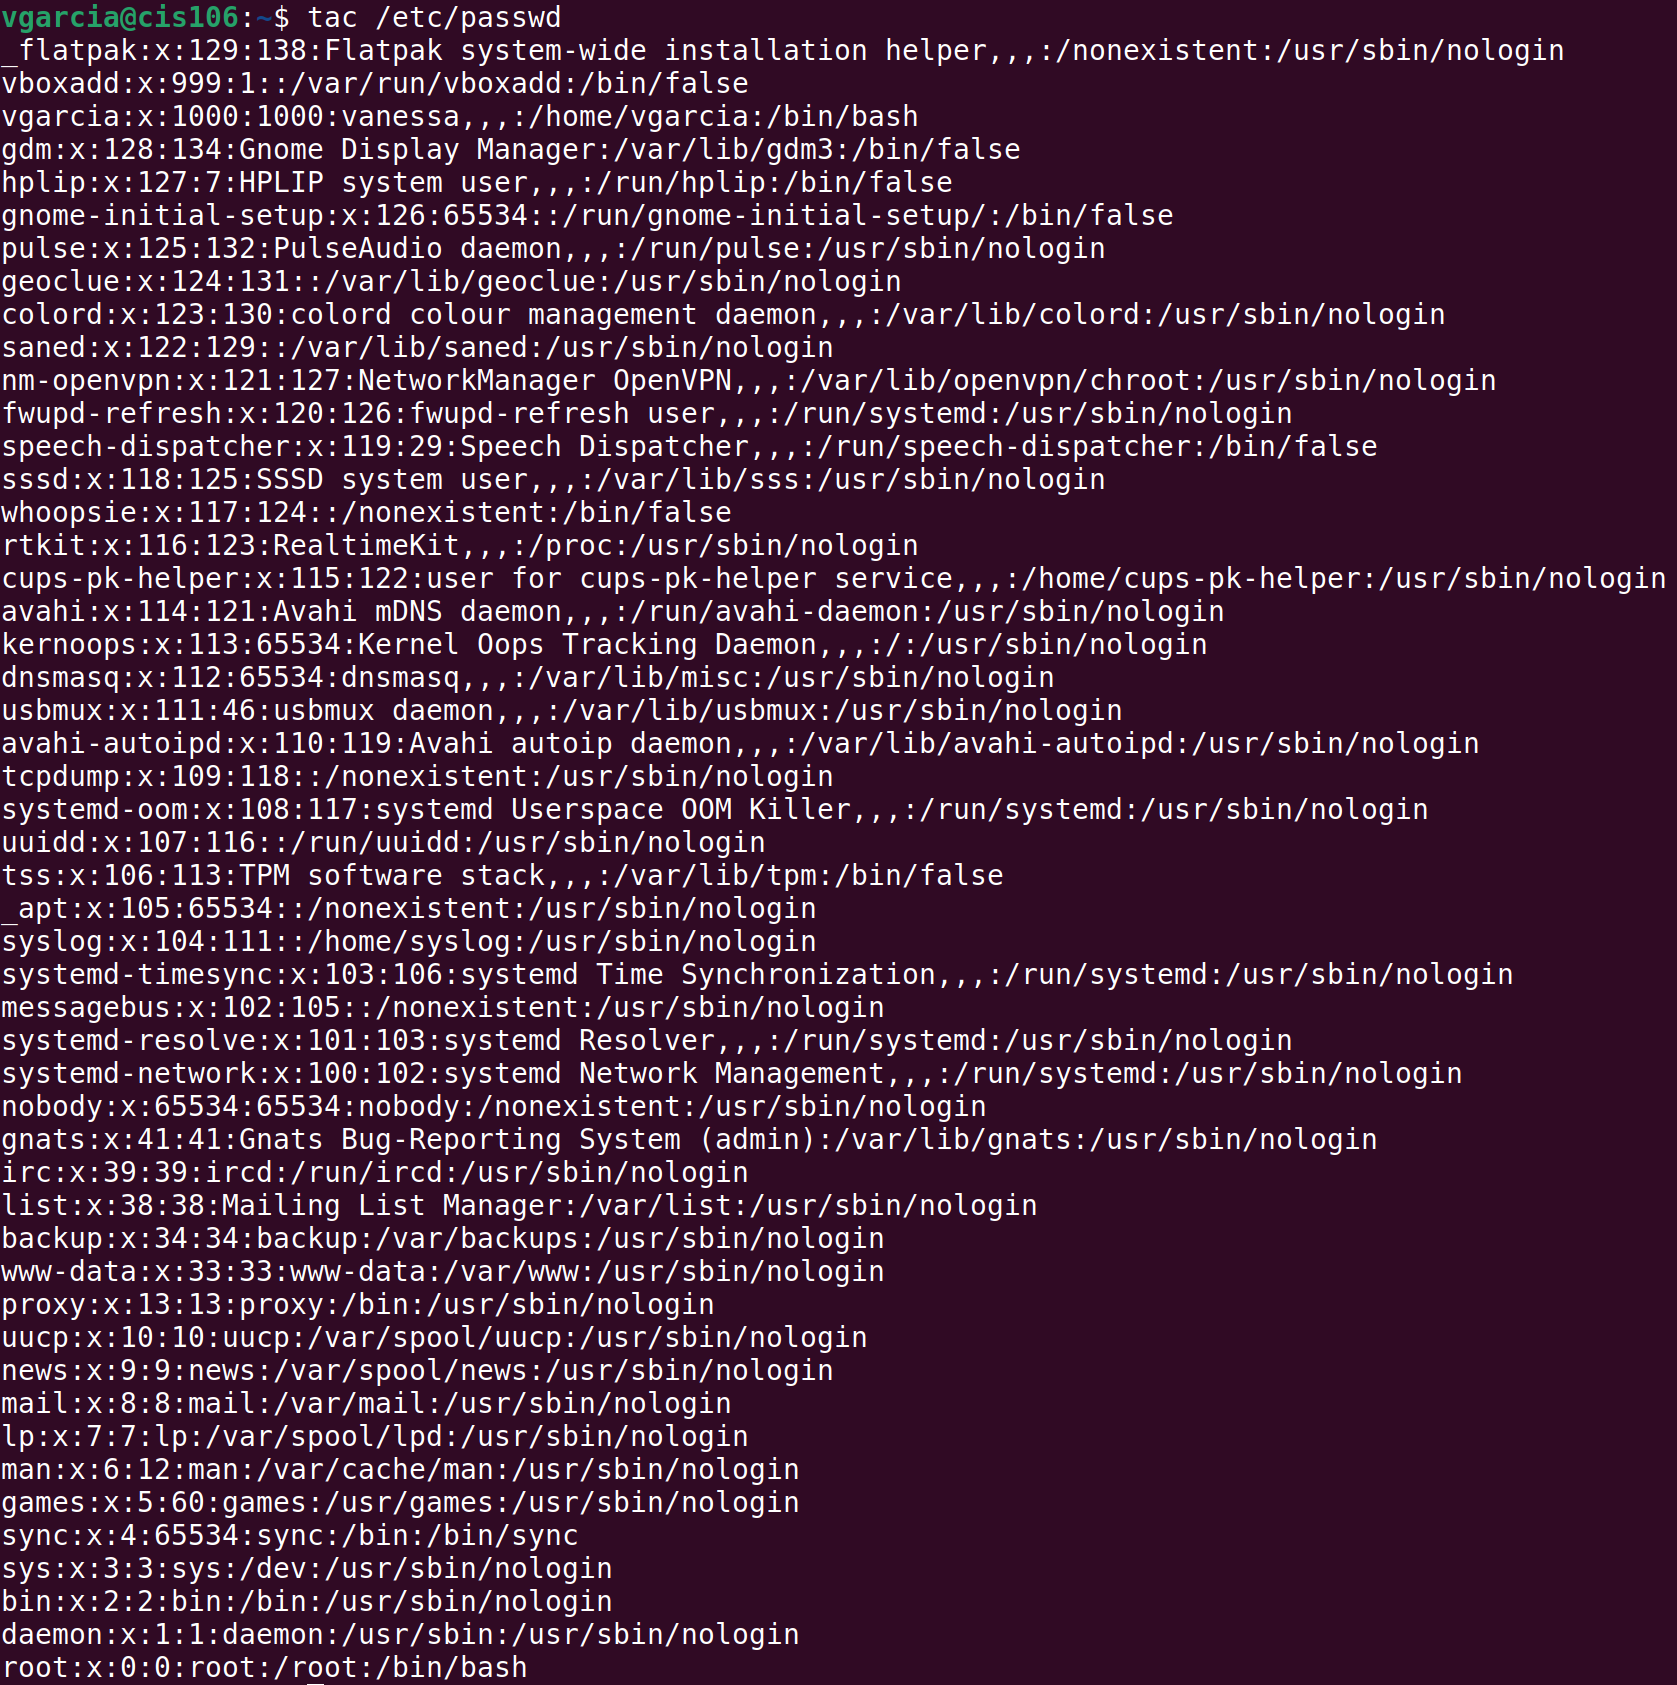 vgarcia@cis106:~$ tac /etc/passwd
_flatpak:x:129:138:Flatpak system-wide installation helper,,,:/nonexistent:/usr/sbin/nologin
vboxadd:x:999:1::/var/run/vboxadd:/bin/false
vgarcia:x:1000:1000:vanessa,,,:/home/vgarcia:/bin/bash
gdm:x:128:134:Gnome Display Manager:/var/lib/gdm3:/bin/false
hplip:x:127:7:HPLIP system user,,,:/run/hplip:/bin/false
gnome-initial-setup:x:126:65534::/run/gnome-initial-setup/:/bin/false
pulse:x:125:132:PulseAudio daemon,,,:/run/pulse:/usr/sbin/nologin
geoclue:x:124:131::/var/lib/geoclue:/usr/sbin/nologin
colord:x:123:130:colord colour management daemon,,,:/var/lib/colord:/usr/sbin/nologin
saned:x:122:129::/var/lib/saned:/usr/sbin/nologin
nm-openvpn:x:121:127:NetworkManager OpenVPN,,,:/var/lib/openvpn/chroot:/usr/sbin/nologin
fwupd-refresh:x:120:126:fwupd-refresh user,,,:/run/systemd:/usr/sbin/nologin
speech-dispatcher:x:119:29:Speech Dispatcher,,,:/run/speech-dispatcher:/bin/false
sssd:x:118:125:SSSD system user,,,:/var/lib/sss:/usr/sbin/nologin
whoopsie:x:117:124::/nonexistent:/bin/false
rtkit:x:116:123:RealtimeKit,,,:/proc:/usr/sbin/nologin
cups-pk-helper:x:115:122:user for cups-pk-helper service,,,:/home/cups-pk-helper:/usr/sbin/nologin
avahi:x:114:121:Avahi mDNS daemon,,,:/run/avahi-daemon:/usr/sbin/nologin
kernoops:x:113:65534:Kernel Oops Tracking Daemon,,,:/:/usr/sbin/nologin
dnsmasq:x:112:65534:dnsmasq,,,:/var/lib/misc:/usr/sbin/nologin
usbmux:x:111:46:usbmux daemon,,,:/var/lib/usbmux:/usr/sbin/nologin
avahi-autoipd:x:110:119:Avahi autoip daemon,,,:/var/lib/avahi-autoipd:/usr/sbin/nologin
tcpdump:x:109:118::/nonexistent:/usr/sbin/nologin
systemd-oom:x:108:117:systemd Userspace OOM Killer,,,:/run/systemd:/usr/sbin/nologin
uuidd:x:107:116::/run/uuidd:/usr/sbin/nologin
tss:x:106:113:TPM software stack,,,:/var/lib/tpm:/bin/false
_apt:x:105:65534::/nonexistent:/usr/sbin/nologin
syslog:x:104:111::/home/syslog:/usr/sbin/nologin
systemd-timesync:x:103:106:systemd Time Synchronization,,,:/run/systemd:/usr/sbin/nologin
messagebus:x:102:105::/nonexistent:/usr/sbin/nologin
systemd-resolve:x:101:103:systemd Resolver,,,:/run/systemd:/usr/sbin/nologin
systemd-network:x:100:102:systemd Network Management,,,:/run/systemd:/usr/sbin/nologin
nobody:x:65534:65534:nobody:/nonexistent:/usr/sbin/nologin
gnats:x:41:41:Gnats Bug-Reporting System (admin):/var/lib/gnats:/usr/sbin/nologin
irc:x:39:39:ircd:/run/ircd:/usr/sbin/nologin
list:x:38:38:Mailing List Manager:/var/list:/usr/sbin/nologin
backup:x:34:34:backup:/var/backups:/usr/sbin/nologin
www-data:x:33:33:www-data:/var/www:/usr/sbin/nologin
proxy:x:13:13:proxy:/bin:/usr/sbin/nologin
uucp:x:10:10:uucp:/var/spool/uucp:/usr/sbin/nologin
news:x:9:9:news:/var/spool/news:/usr/sbin/nologin
mail:x:8:8:mail:/var/mail:/usr/sbin/nologin
lp:x:7:7:lp:/var/spool/lpd:/usr/sbin/nologin
man:x:6:12:man:/var/cache/man:/usr/sbin/nologin
games:x:5:60:games:/usr/games:/usr/sbin/nologin
sync:x:4:65534:sync:/bin:/bin/sync
sys:x:3:3:sys:/dev:/usr/sbin/nologin
bin:x:2:2:bin:/bin:/usr/sbin/nologin
daemon:x:1:1:daemon:/usr/sbin:/usr/sbin/nologin
root:x:0:0:root:/root:/bin/bash